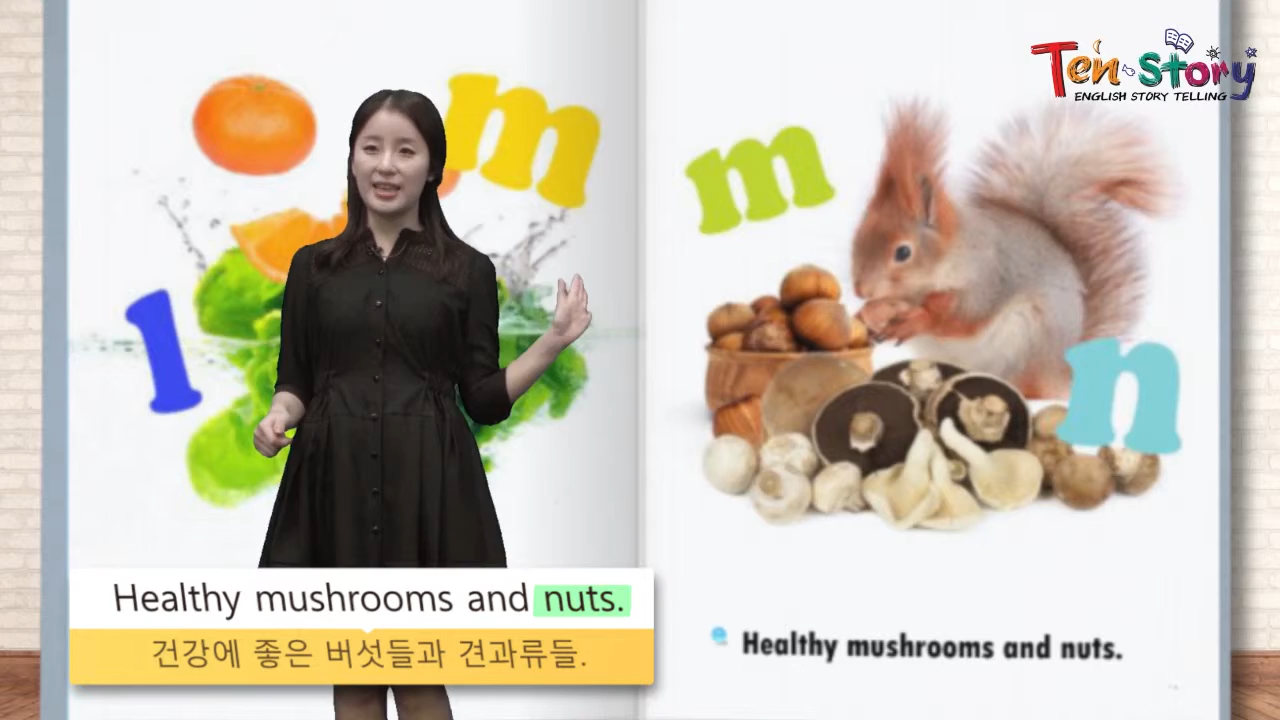 Ten Story
ENGLISH STORY TELLING
m
l
m
n
Healthy mushrooms and nuts.
Healthy mushrooms and nuts.
건강에 좋은 버섯들과 견과류들.